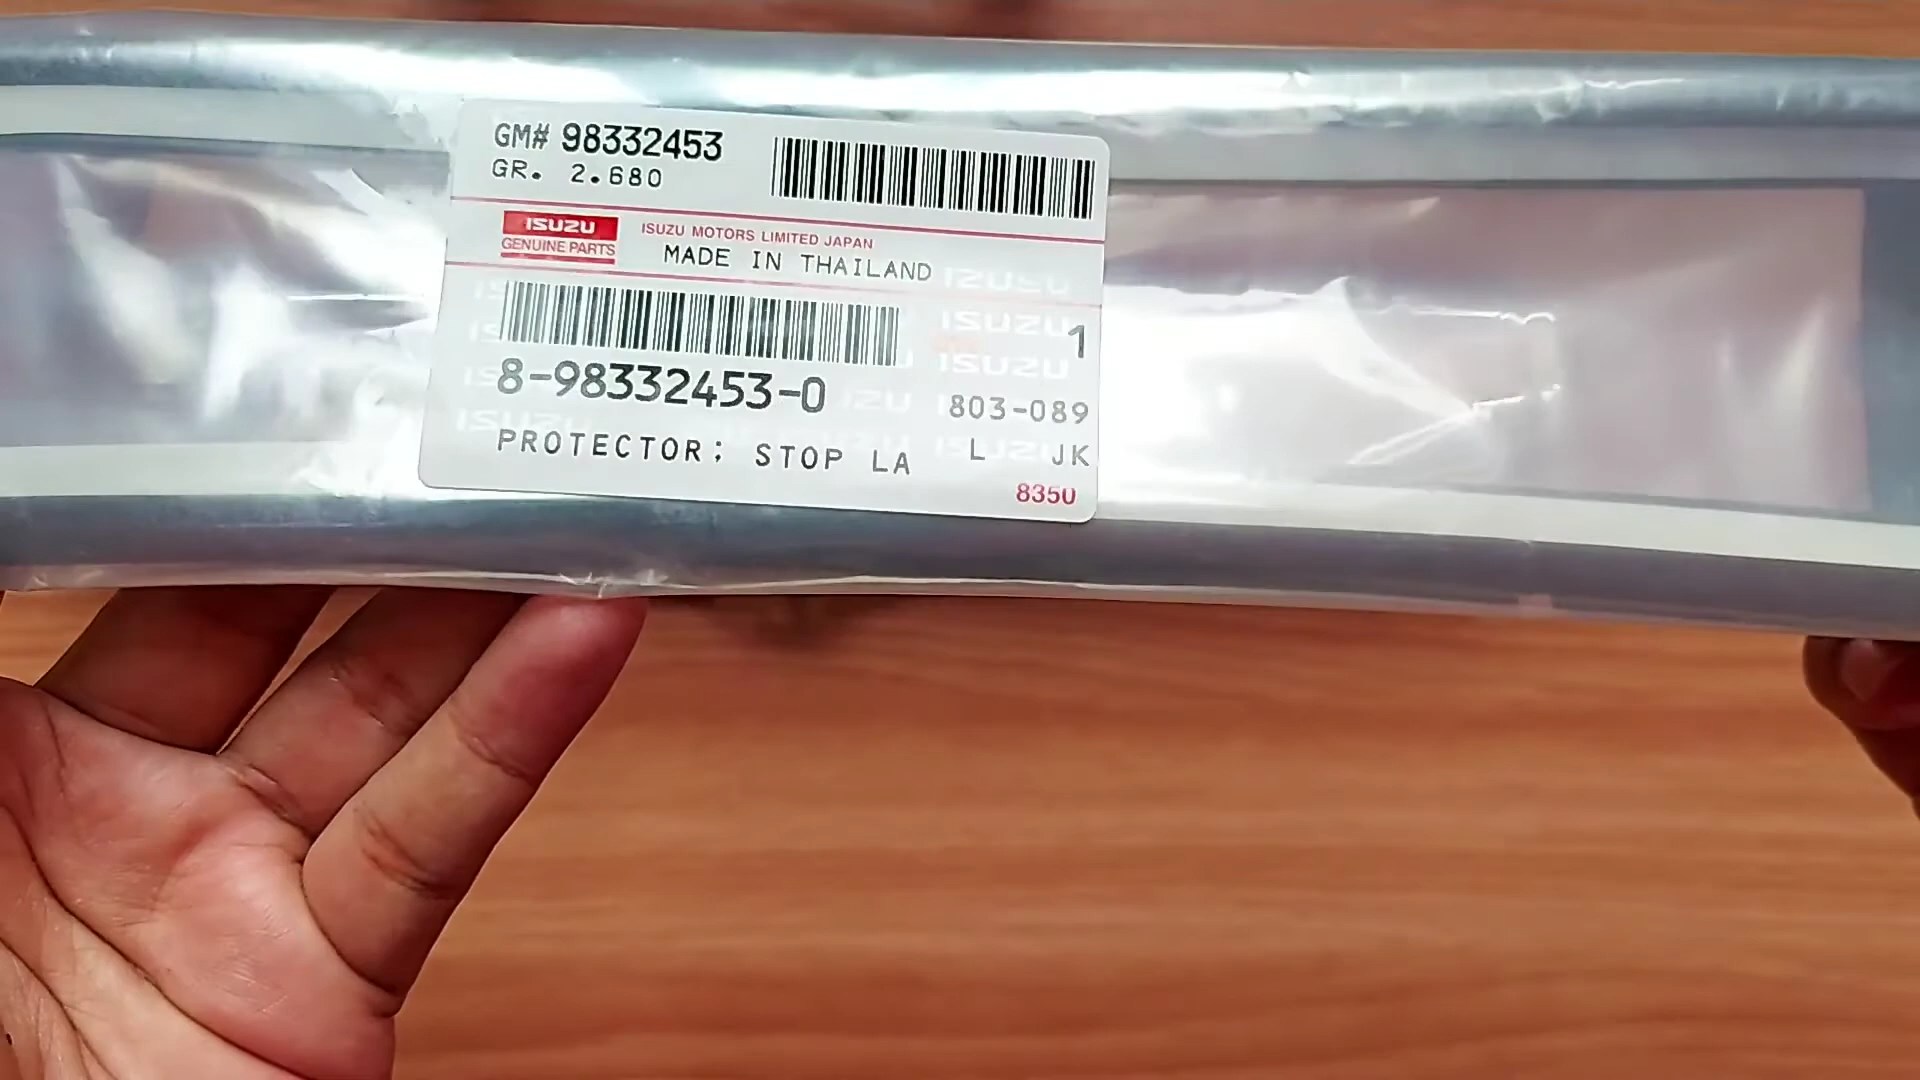 GM# 98332453
GR. 2.680
ISUZU
GENUINE PARTS
ISUZU MOTORS LIMITED JAPAN
MADE IN THAILAND
1
8-98332453-0
803-089
PROTECTOR; STOP LA
L JK
8350